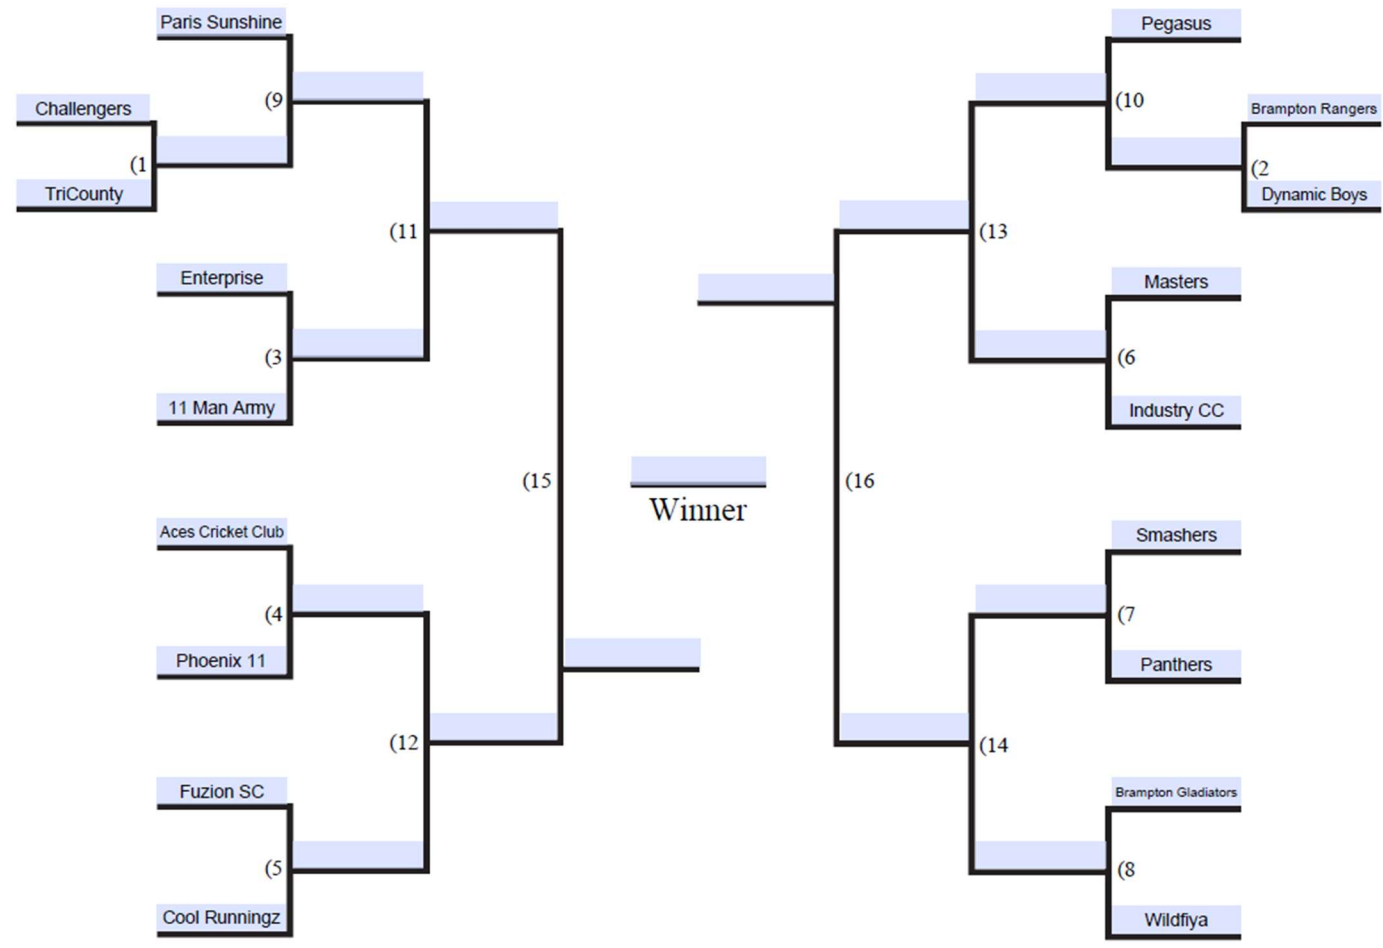 Paris Sunshine
Pegasus
(9
(10
Challengers
Brampton Rangers
(1
(2
TriCounty
Dynamic Boys
(11
(13
Enterprise
Masters
(3
(6
11 Man Army
Industry CC
(15
(16
Winner
Aces Cricket Club
Smashers
(4
(7
Phoenix 11
Panthers
(12
(14
Fuzion SC
Brampton Gladiators
(5
(8
Cool Runningz
Wildfiya